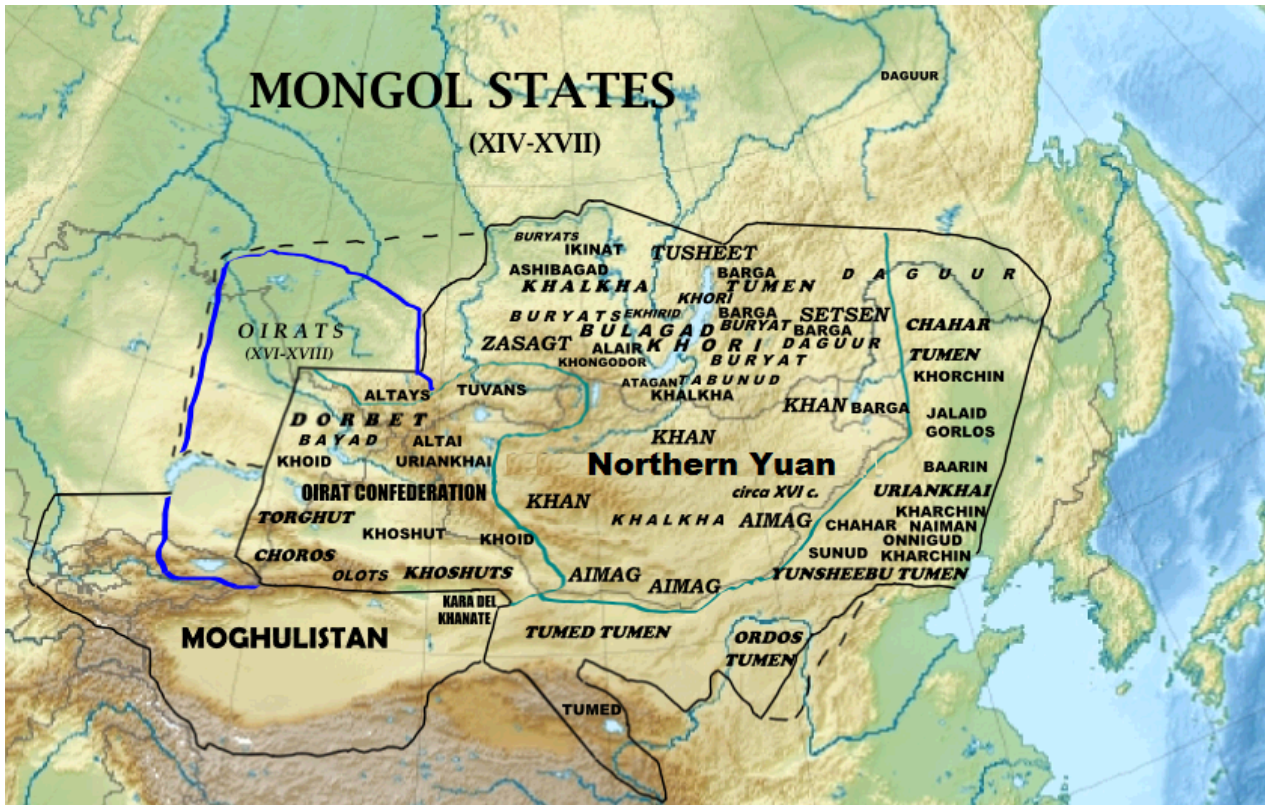 MONGOL STATES
(XIV-XVII)
DAGUUR
BURYATS
IKINAT
TUSHEET
ASHIBAGAD
BARGA
DAGUUR
KHALKHA
TUMEN
KHORI
OIRATS
(XVI-XVIII)
BURYATS
EKHIRID
BARGA
SETSEN
CHAHAR
BULAGAD
BURYAT
BARGA
ZASAGT
ALAIR
KHORI
DAGUUR
TUMEN
KHONGODOR
BURYAT
KHORCHIN
ALTAYS
TUVANS
ATAGAN
TABUNUD
KHALKHA
KHAN
BARGA
JALAID
GORLOS
DORBET
BAYAD
ALTAI
URIANKHAI
KHAN
KHOID
Northern Yuan
BAARIN
OIRAT CONFEDERATION
KHAN
circa XVI c.
URIANKHAI
KHARCHIN
TORGHUT
KHALKHA
AIMAG
CHAHAR
NAIMAN
KHOSHUT
KHOID
ONNIGUD
CHOROS
SUNUD
KHARCHIN
OLOTS
KHOSHUTS
AIMAG
AIMAG
YUNSHEEBU TUMEN
KARA DEL
KHANATE
MOGHULISTAN
TUMED TUMEN
ORDOS
TUMEN
TUMED